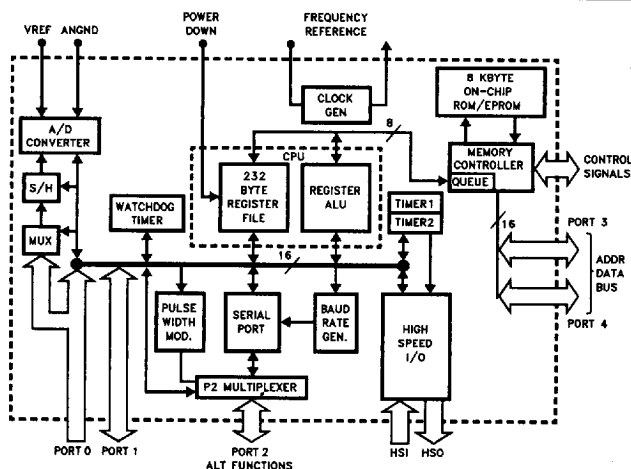 VREF ANGND
POWER
DOWN
FREQUENCY
REFERENCE
CLOCK
GEN
8 KBYTE
ON-CHIP
ROM/EPROM
A/D
CONVERTER
8
CPU
MEMORY
CONTROLLER
QUEUE
CONTROL
SIGNALS
S/H
232
BYTE
REGISTER
FILE
REGISTER
ALU
WATCHDOG
TIMER
TIMER1
TIMER2
MUX
16
16
PORT 3
ADDR
DATA
BUS
PORT 4
PULSE
WIDTH
MOD.
SERIAL
PORT
BAUD
RATE
GEN.
HIGH
SPEED
I/O
P2 MULTIPLEXER
PORT 0
PORT 1
PORT 2
ALT FUNCTIONS
HSI
HSO